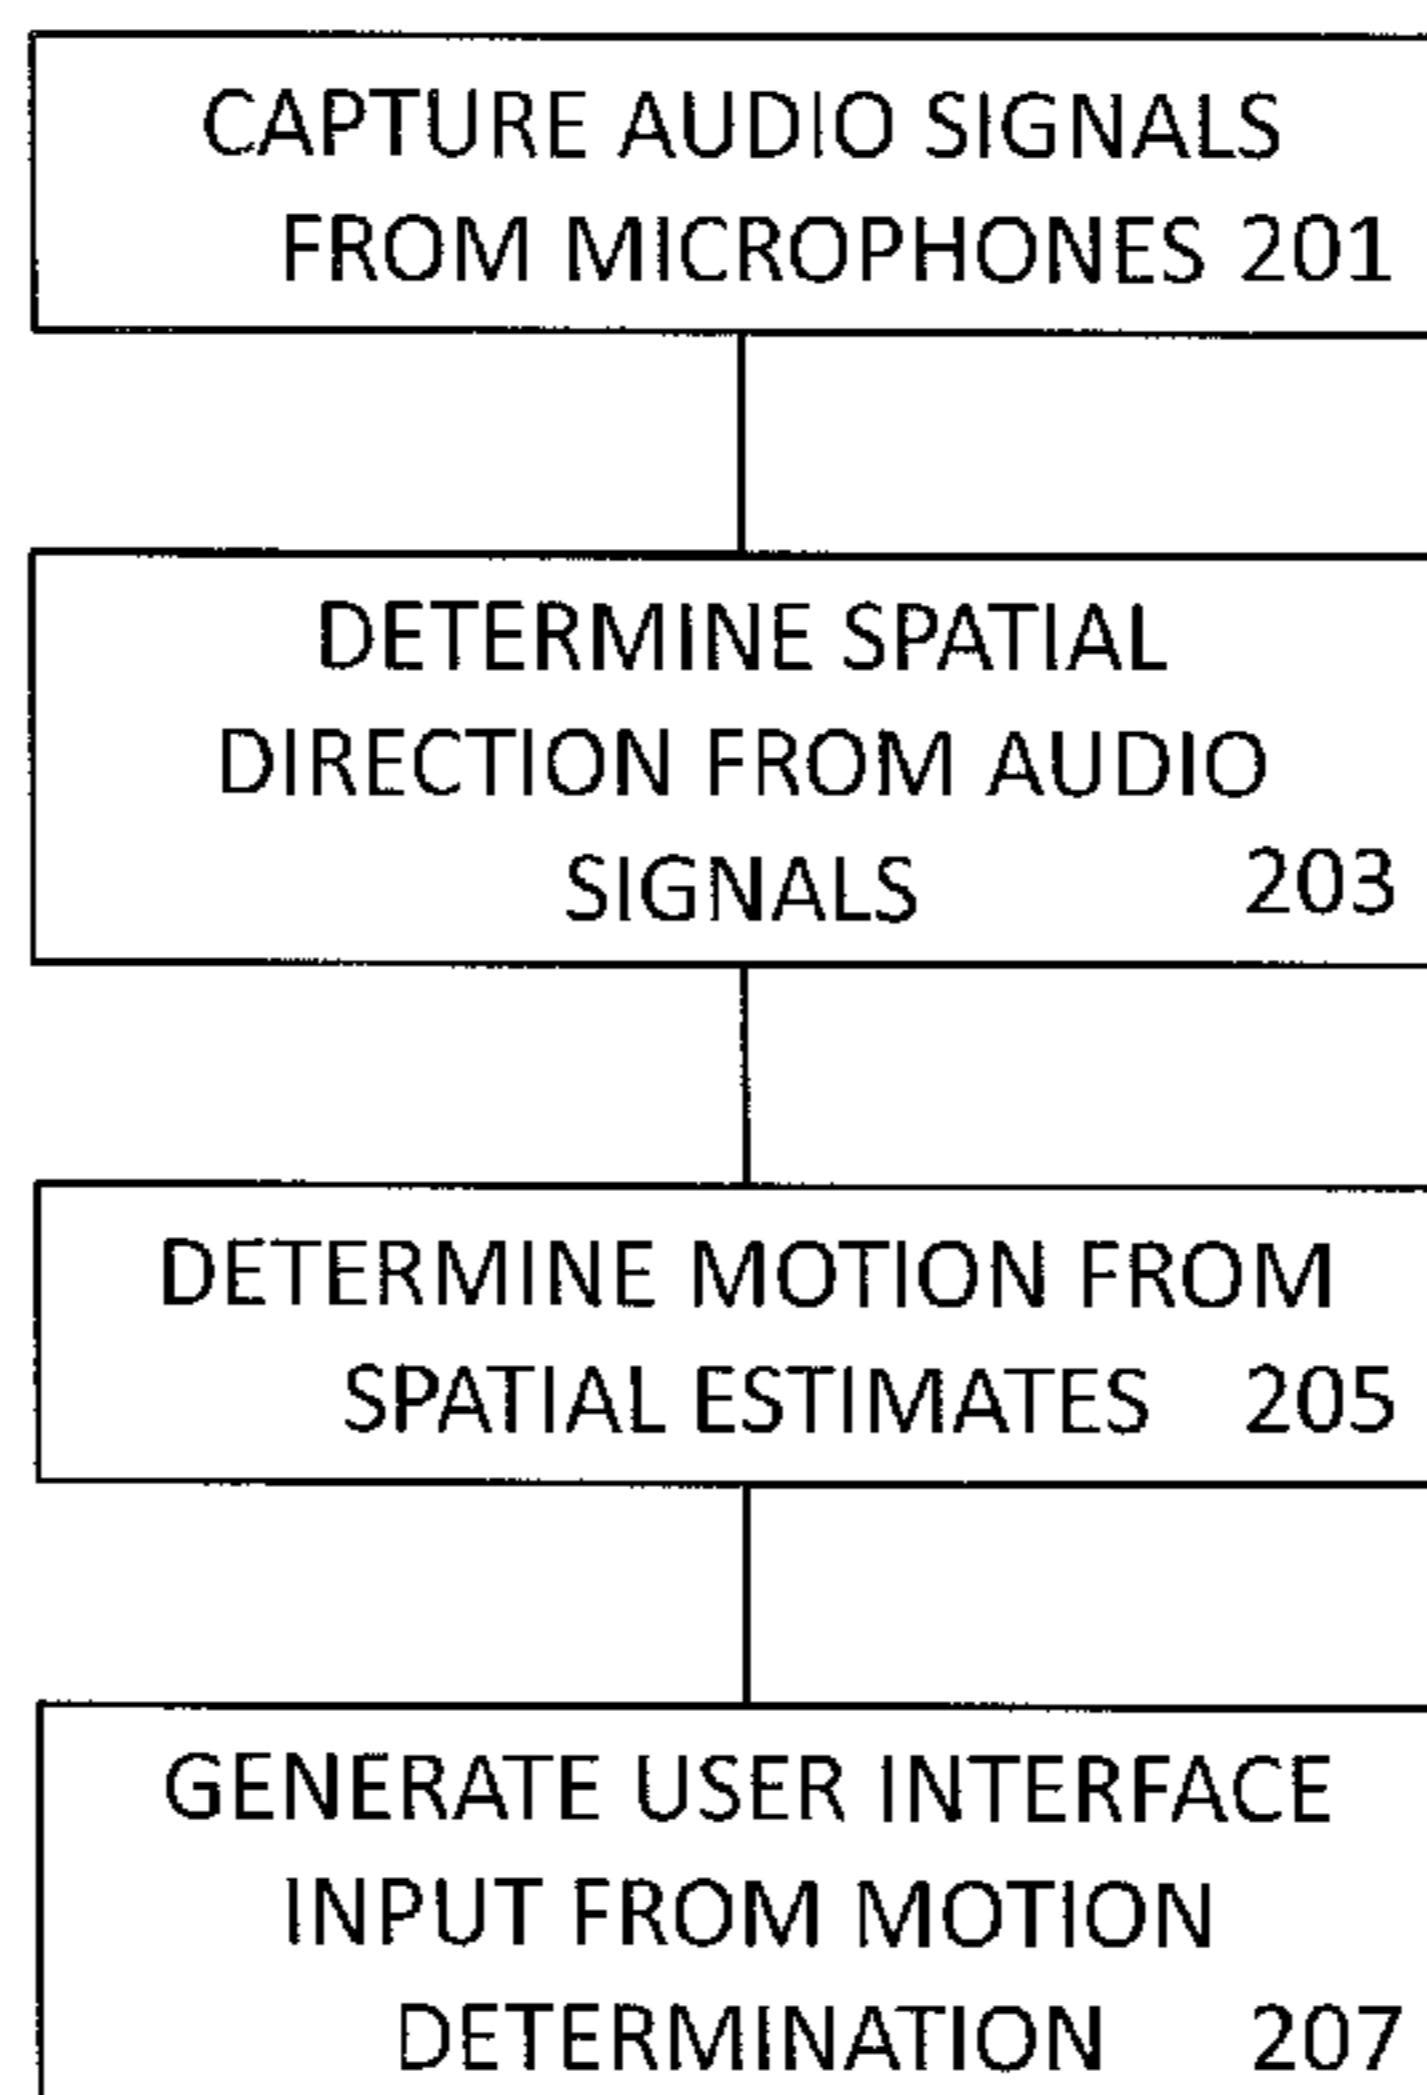 CAPTURE AUDIO SIGNALS
FROM MICROPHONES 201
DETERMINE SPATIAL
DIRECTION FROM AUDIO
SIGNALS 203
DETERMINE MOTION FROM
SPATIAL ESTIMATES 205
GENERATE USER INTERFACE
INPUT FROM MOTION
DETERMINATION 207